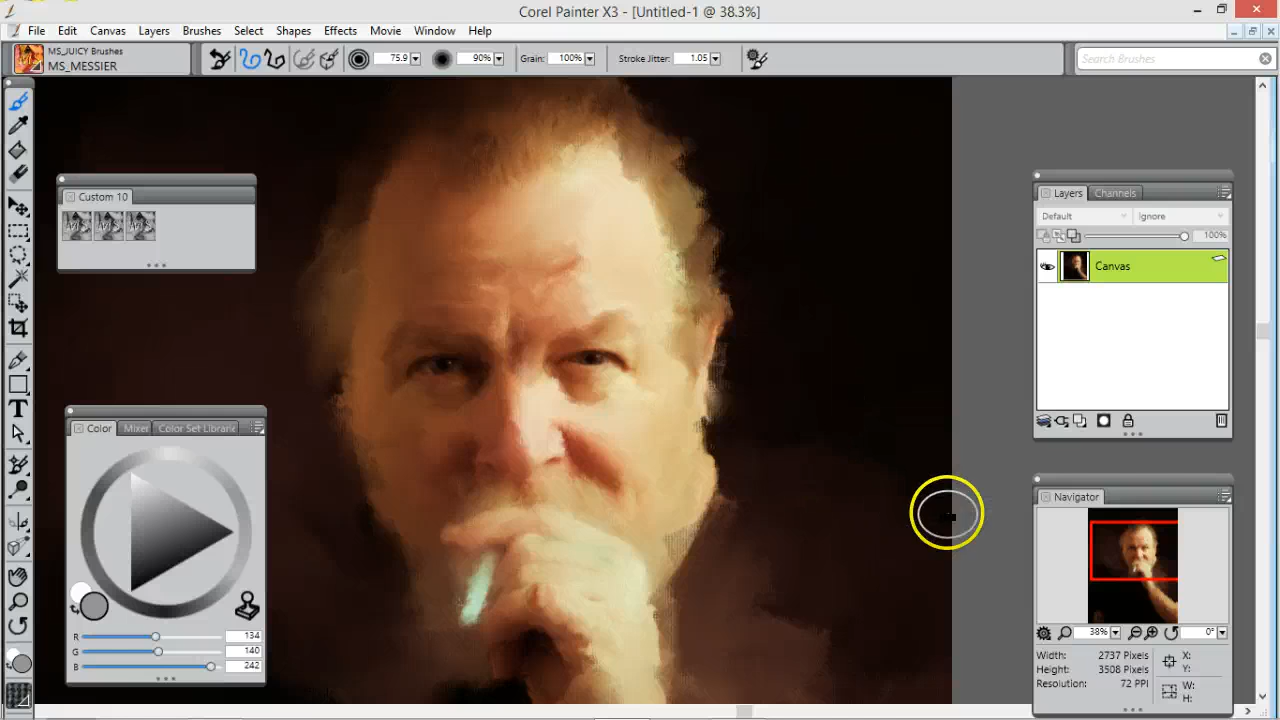 Corel Painter X3 - [Untitled-1 @ 38.3%]
File Edit Canvas Layers Brushes Select Shapes Effects Movie Window Help
MS_JUICY Brushes
MS_MESSIER
75.9 90% Grain: 100% Stroke Jitter: 1.05
Search Brushes
Custom 10
Layers Channels
Default Ignore
100%
Canvas
Color Mixer Color Set Librarie
R 134
G 140
B 242
Navigator
38% 0°
Width: 2737 Pixels X:
Height: 3508 Pixels Y:
Resolution: 72 PPI W:
H: